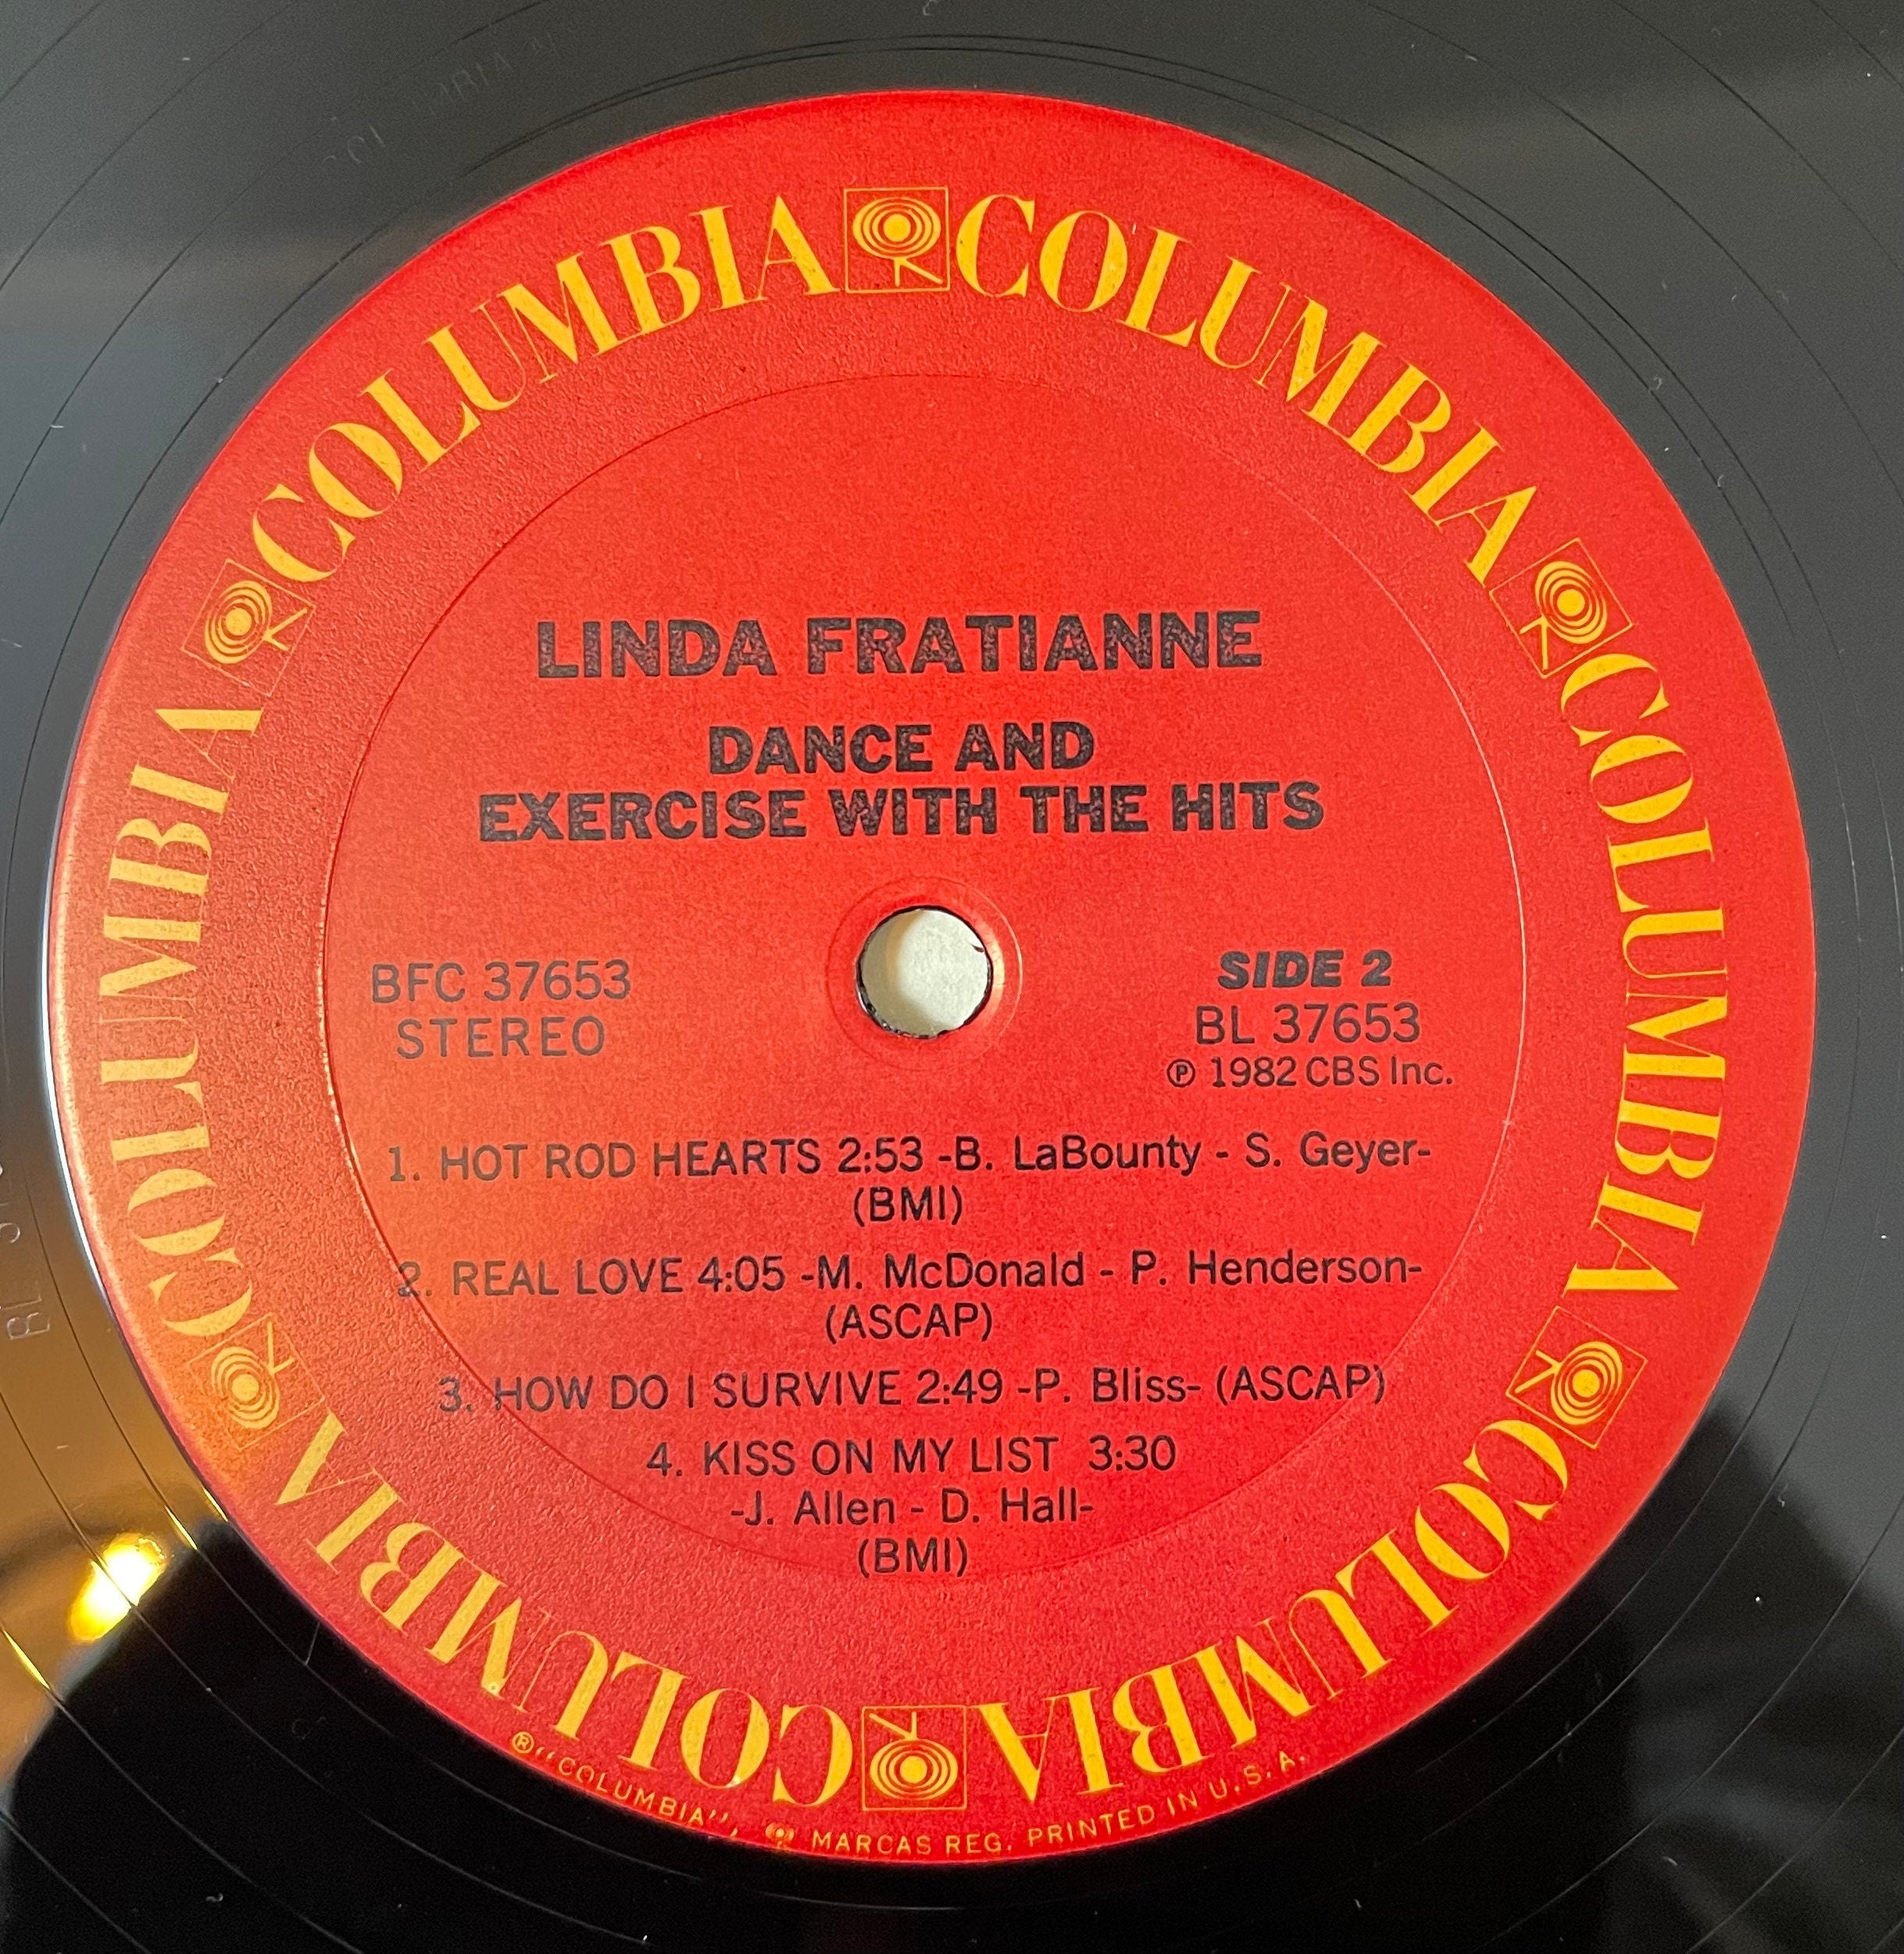 COLUMBIA COLUMBIA COLUMBIA COLUMBIA COLUMBIA COLUMBIA
LINDA FRATIANNE
DANCE AND
EXERCISE WITH THE HITS
BFC 37653
STEREO
SIDE 2
BL 37653
Ⓟ 1982 CBS Inc.
1. HOT ROD HEARTS 2:53 -B. LaBounty - S. Geyer-
(BMI)
2. REAL LOVE 4:05 -M. McDonald - P. Henderson-
(ASCAP)
3. HOW DO I SURVIVE 2:49 -P. Bliss- (ASCAP)
4. KISS ON MY LIST 3:30
-J. Allen - D. Hall-
(BMI)
® "COLUMBIA", MARCAS REG. PRINTED IN U.S.A.
BL